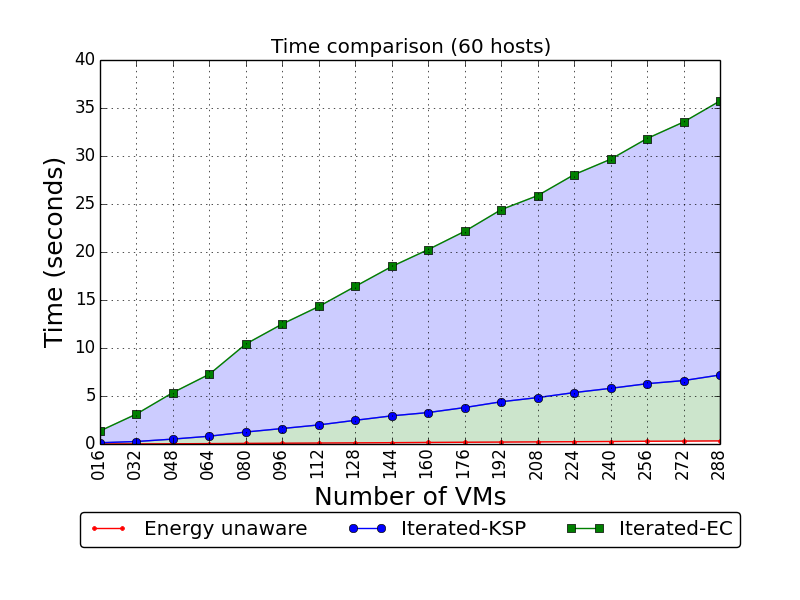 Time comparison (60 hosts)
Time (seconds)
40
35
30
25
20
15
10
5
0
016 032 048 064 080 096 112 128 144 160 176 192 208 224 240 256 272 288
Number of VMs
Energy unaware Iterated-KSP Iterated-EC